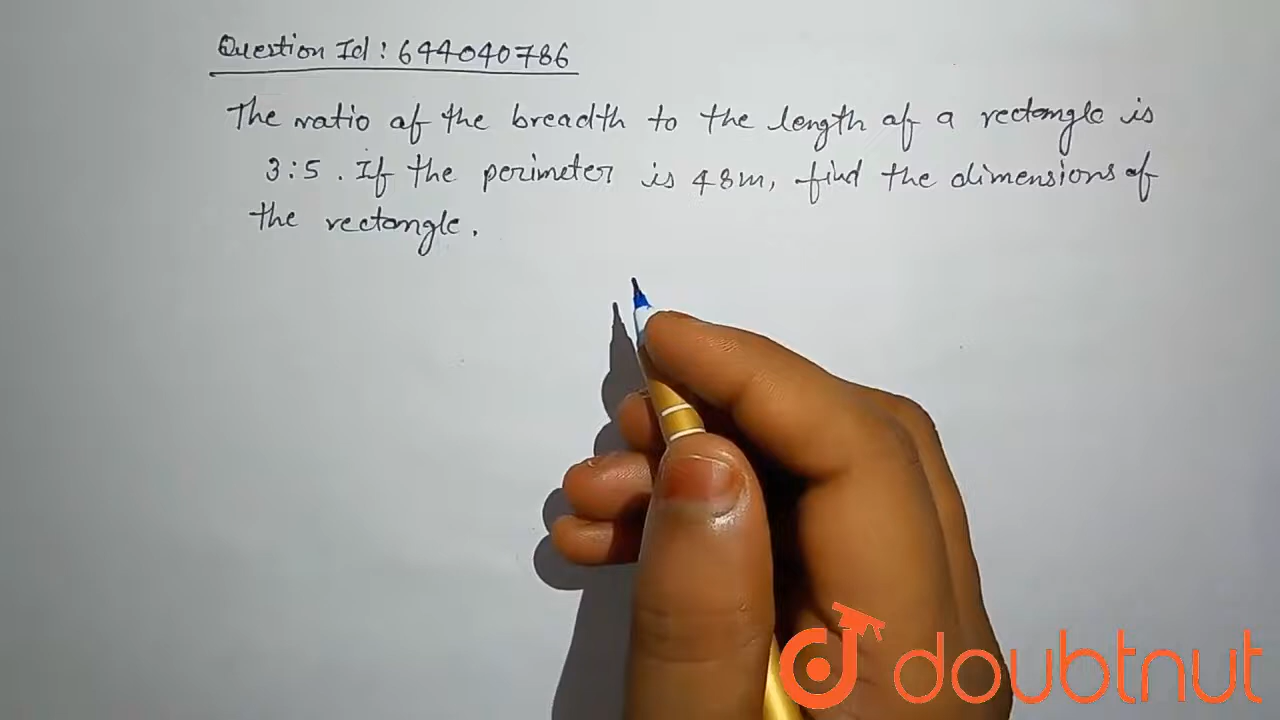 Question Id : 644040786
The ratio of the breadth to the length of a rectangle is
3:5. If the perimeter is 48m, find the dimensions of
the rectangle.
doubtnut